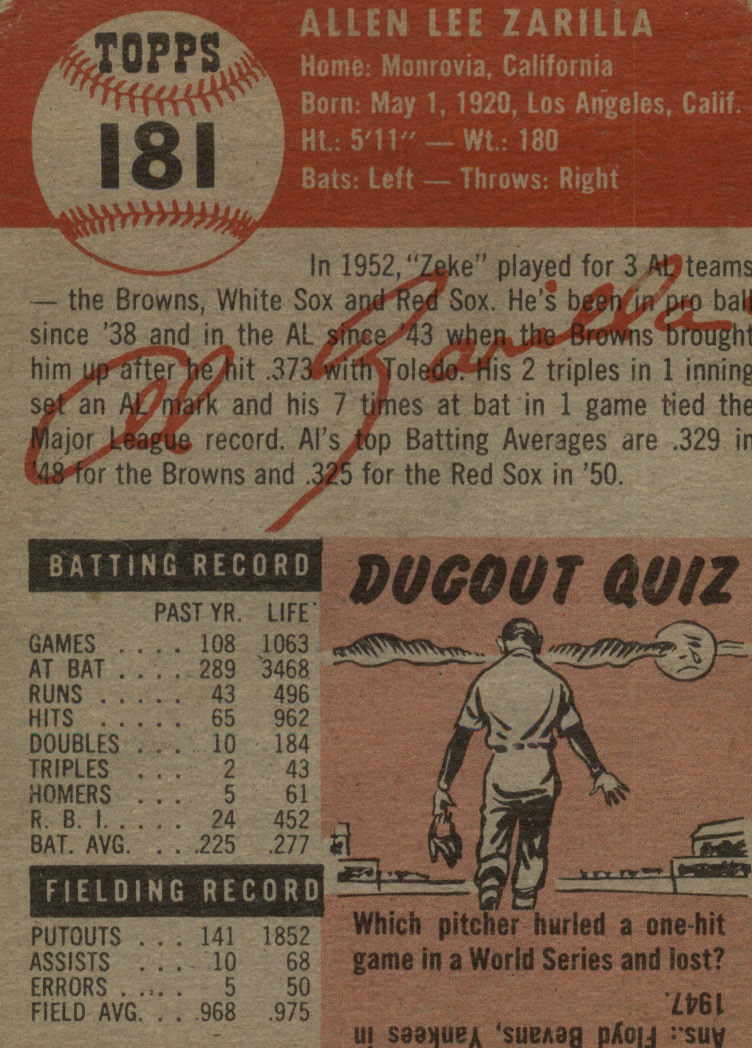 TOPPS
181
ALLEN LEE ZARILLA
Home: Monrovia, California
Born: May 1, 1920, Los Angeles, Calif.
Ht.: 5'11" — Wt.: 180
Bats: Left — Throws: Right
In 1952, "Zeke" played for 3 AL teams
— the Browns, White Sox and Red Sox. He's been in pro ball
since '38 and in the AL since '43 when the Browns brought
him up after he hit .373 with Toledo. His 2 triples in 1 inning
set an AL mark and his 7 times at bat in 1 game tied the
Major League record. Al's top Batting Averages are .329 in
'48 for the Browns and .325 for the Red Sox in '50.
Al Zarilla
BATTING RECORD
PAST YR. LIFE
GAMES .... 108 1063
AT BAT .... 289 3468
RUNS ..... 43 496
HITS ..... 65 962
DOUBLES ... 10 184
TRIPLES ... 2 43
HOMERS ... 5 61
R. B. I. ..... 24 452
BAT. AVG. ... .225 .277
FIELDING RECORD
PUTOUTS ... 141 1852
ASSISTS ... 10 68
ERRORS .... 5 50
FIELD AVG. ... .968 .975
DUGOUT QUIZ
Which pitcher hurled a one-hit
game in a World Series and lost?
Ans.: Floyd Bevans, Yankees, in
1947.